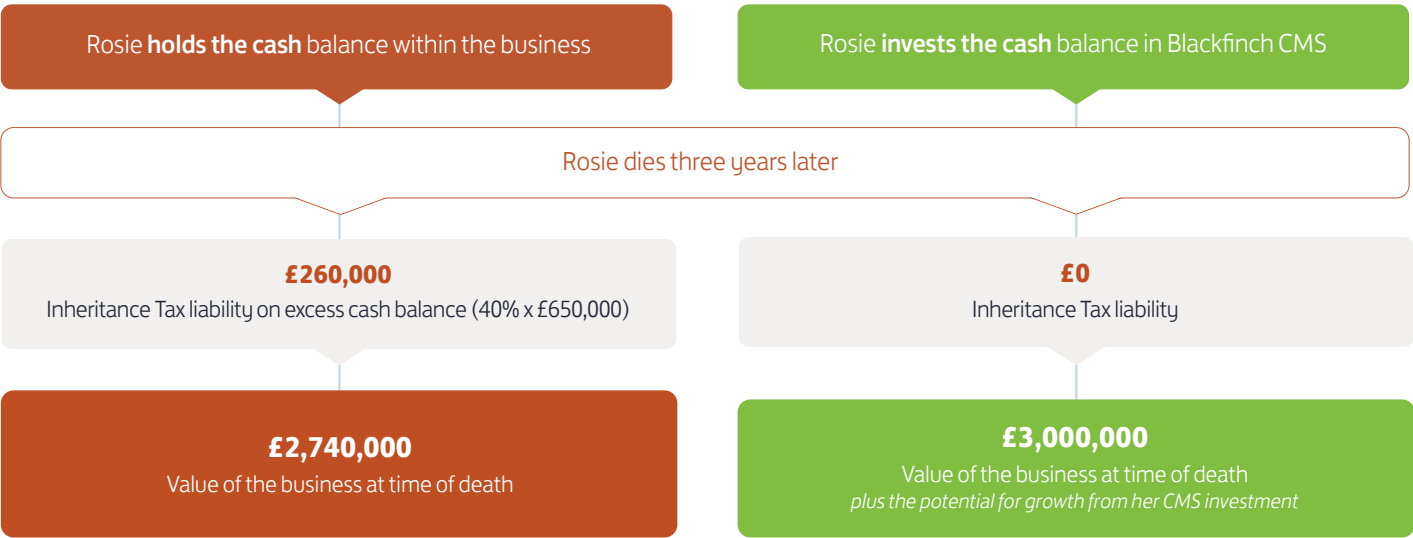 Rosie holds the cash balance within the business
Rosie invests the cash balance in Blackfinch CMS
Rosie dies three years later
£260,000
Inheritance Tax liability on excess cash balance (40% x £650,000)
£0
Inheritance Tax liability
£2,740,000
Value of the business at time of death
£3,000,000
Value of the business at time of death
plus the potential for growth from her CMS investment